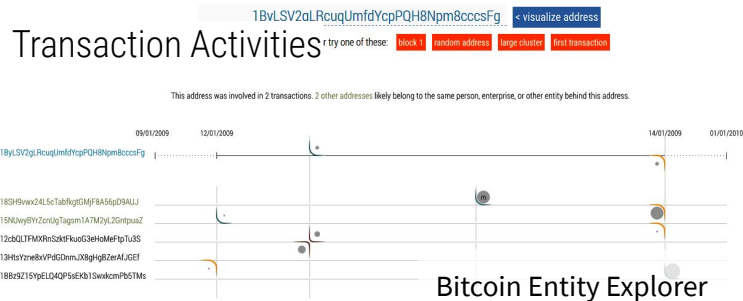 1ByLSV2gLRcuqUmfdYcpPQH8Npm8cccsFg < visualize address
Transaction Activities
r try one of these: block 1 random address large cluster first transaction
This address was involved in 2 transactions. 2 other addresses likely belong to the same person, enterprise, or other entity behind this address.
09/01/2009 12/01/2009 14/01/2009 01/01/2010
1ByLSV2gLRcuqUmfdYcpPQH8Npm8cccsFg
m
18SH9vwx24L5cTabfkgtGMjF8A56pD9AUJ
15NUwyBYrZcnUgTagsm1A7M2yL2GntpuaZ
12cbQLTFMXRnSzktFkuoG3eHoMeFtpTu3S
13HtsYzne8xVPdGDnmJX8gHgBZerAfJGEf
1BBz9Z15YpELQ4QP5sEKb1SwxkcmPb5TMs
Bitcoin Entity Explorer